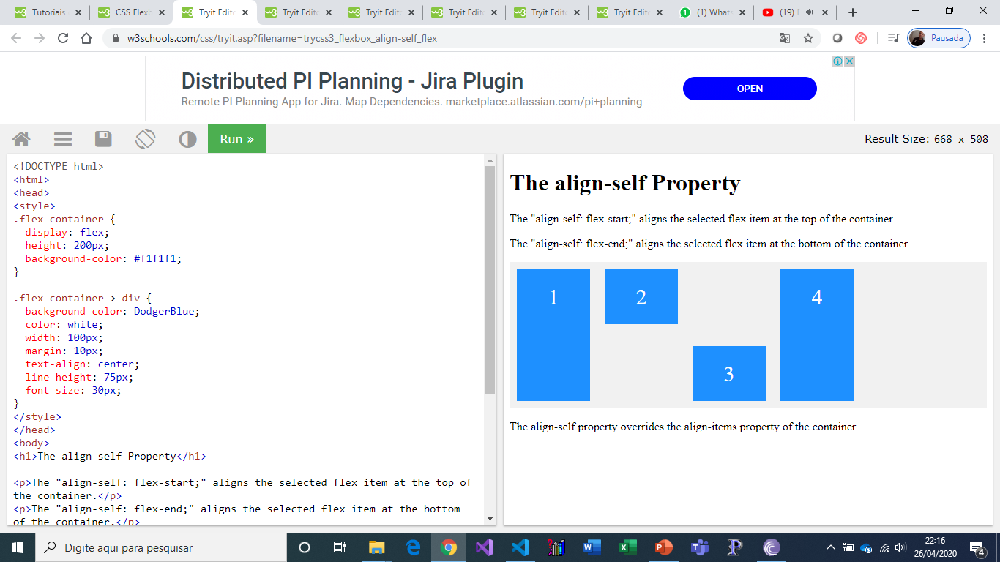 Tutoriais
CSS Flexb
Tryit Edito
Tryit Edito
Tryit Edito
Tryit Edito
Tryit Edito
Tryit Edito
(1) Whats
(19)
w3schools.com/css/tryit.asp?filename=trycss3_flexbox_align-self_flex
Pausada
Distributed PI Planning - Jira Plugin
Remote PI Planning App for Jira. Map Dependencies. marketplace.atlassian.com/pi+planning
OPEN
Run »
Result Size: 668 x 508
<!DOCTYPE html>
<html>
<head>
<style>
.flex-container {
  display: flex;
  height: 200px;
  background-color: #f1f1f1;
}
.flex-container > div {
  background-color: DodgerBlue;
  color: white;
  width: 100px;
  margin: 10px;
  text-align: center;
  line-height: 75px;
  font-size: 30px;
}
</style>
</head>
<body>
<h1>The align-self Property</h1>
<p>The "align-self: flex-start;" aligns the selected flex item at the top of
the container.</p>
<p>The "align-self: flex-end;" aligns the selected flex item at the bottom
of the container.</p>
The align-self Property
The "align-self: flex-start;" aligns the selected flex item at the top of the container.
The "align-self: flex-end;" aligns the selected flex item at the bottom of the container.
1
2
3
4
The align-self property overrides the align-items property of the container.
Digite aqui para pesquisar
22:16
26/04/2020
4